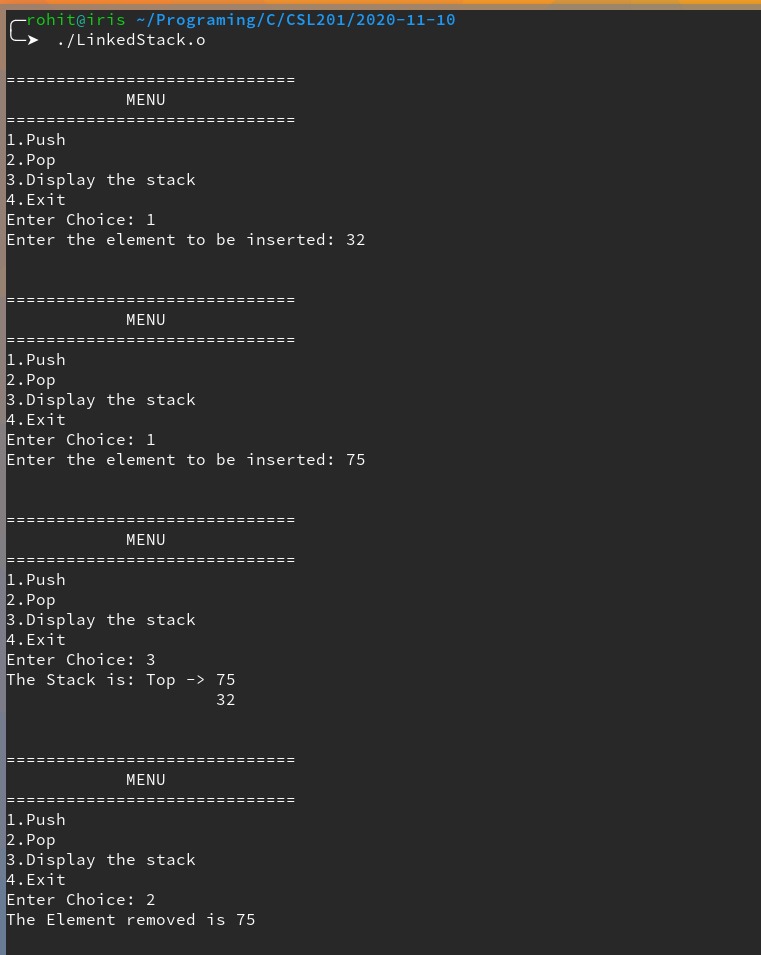 rohit@iris ~/Programing/C/CSL201/2020-11-10
➤ ./LinkedStack.o
=============================
MENU
=============================
1.Push
2.Pop
3.Display the stack
4.Exit
Enter Choice: 1
Enter the element to be inserted: 32
=============================
MENU
=============================
1.Push
2.Pop
3.Display the stack
4.Exit
Enter Choice: 1
Enter the element to be inserted: 75
=============================
MENU
=============================
1.Push
2.Pop
3.Display the stack
4.Exit
Enter Choice: 3
The Stack is: Top -> 75
32
=============================
MENU
=============================
1.Push
2.Pop
3.Display the stack
4.Exit
Enter Choice: 2
The Element removed is 75